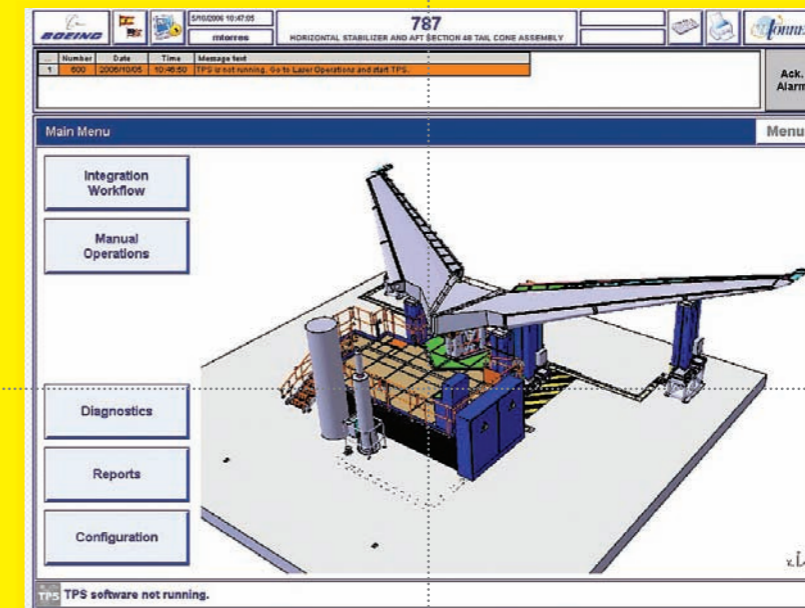 BOEING
5/10/2006 10:47:05
mtorres
787
HORIZONTAL STABILIZER AND AFT SECTION 48 TAIL CONE ASSEMBLY
Number Date Time Message text
1 600 2006/10/05 10:46:50 TPS is not running. Go to Laser Operations and start TPS.
Ack.
Alarm
Main Menu
Menu
Integration
Workflow
Manual
Operations
Diagnostics
Reports
Configuration
TPS TPS software not running.